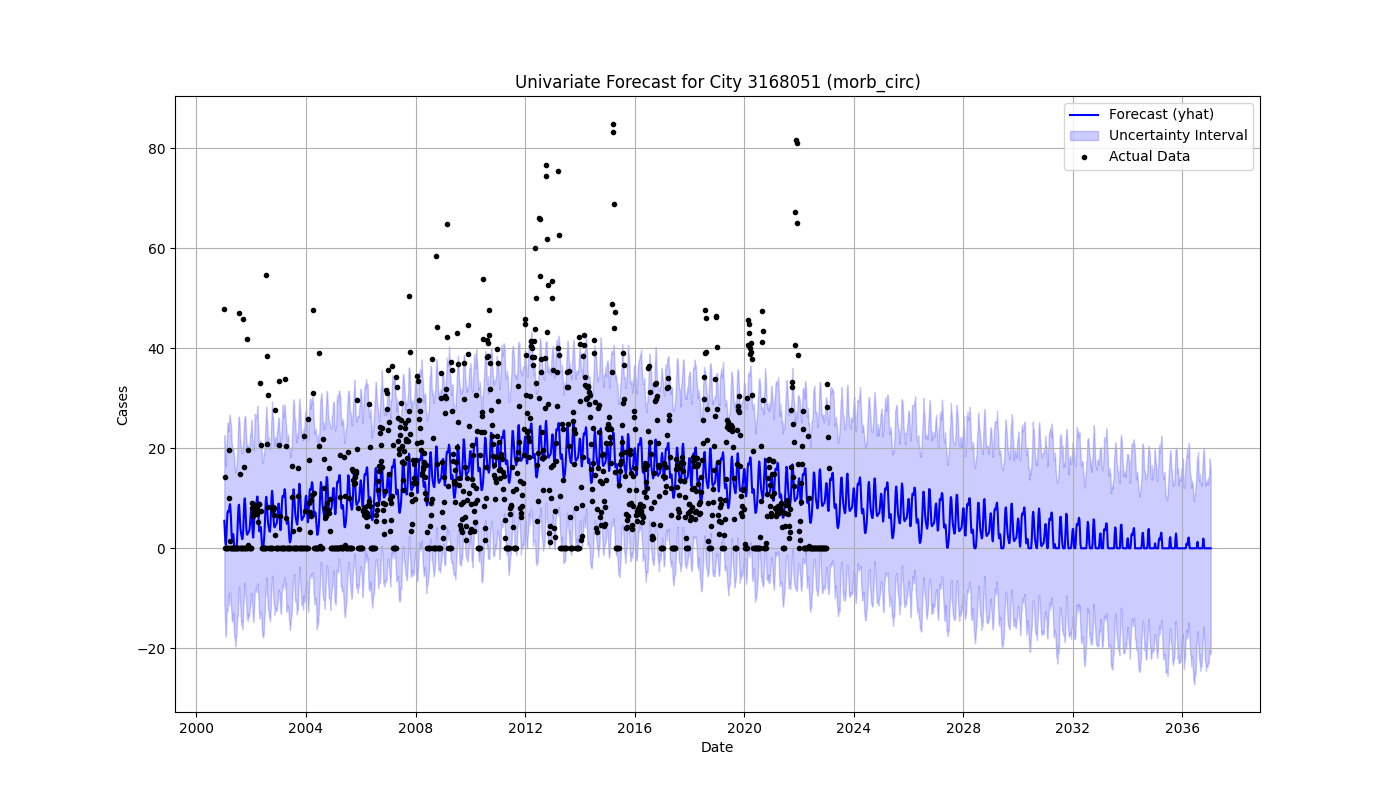 Univariate Forecast for City 3168051 (morb_circ)
Forecast (yhat)
Uncertainty Interval
Actual Data
80
60
40
20
0
−20
Cases
2000 2004 2008 2012 2016 2020 2024 2028 2032 2036
Date